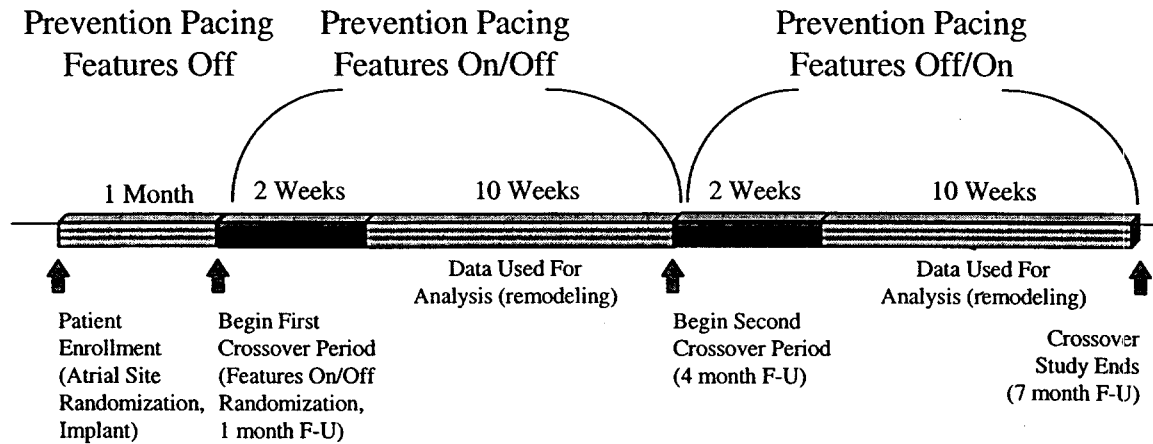 Prevention Pacing
Features Off
Prevention Pacing
Features On/Off
Prevention Pacing
Features Off/On
1 Month
2 Weeks
10 Weeks
2 Weeks
10 Weeks
Data Used For
Analysis (remodeling)
Data Used For
Analysis (remodeling)
Patient
Enrollment
(Atrial Site
Randomization,
Implant)
Begin First
Crossover Period
(Features On/Off
Randomization,
1 month F-U)
Begin Second
Crossover Period
(4 month F-U)
Crossover
Study Ends
(7 month F-U)